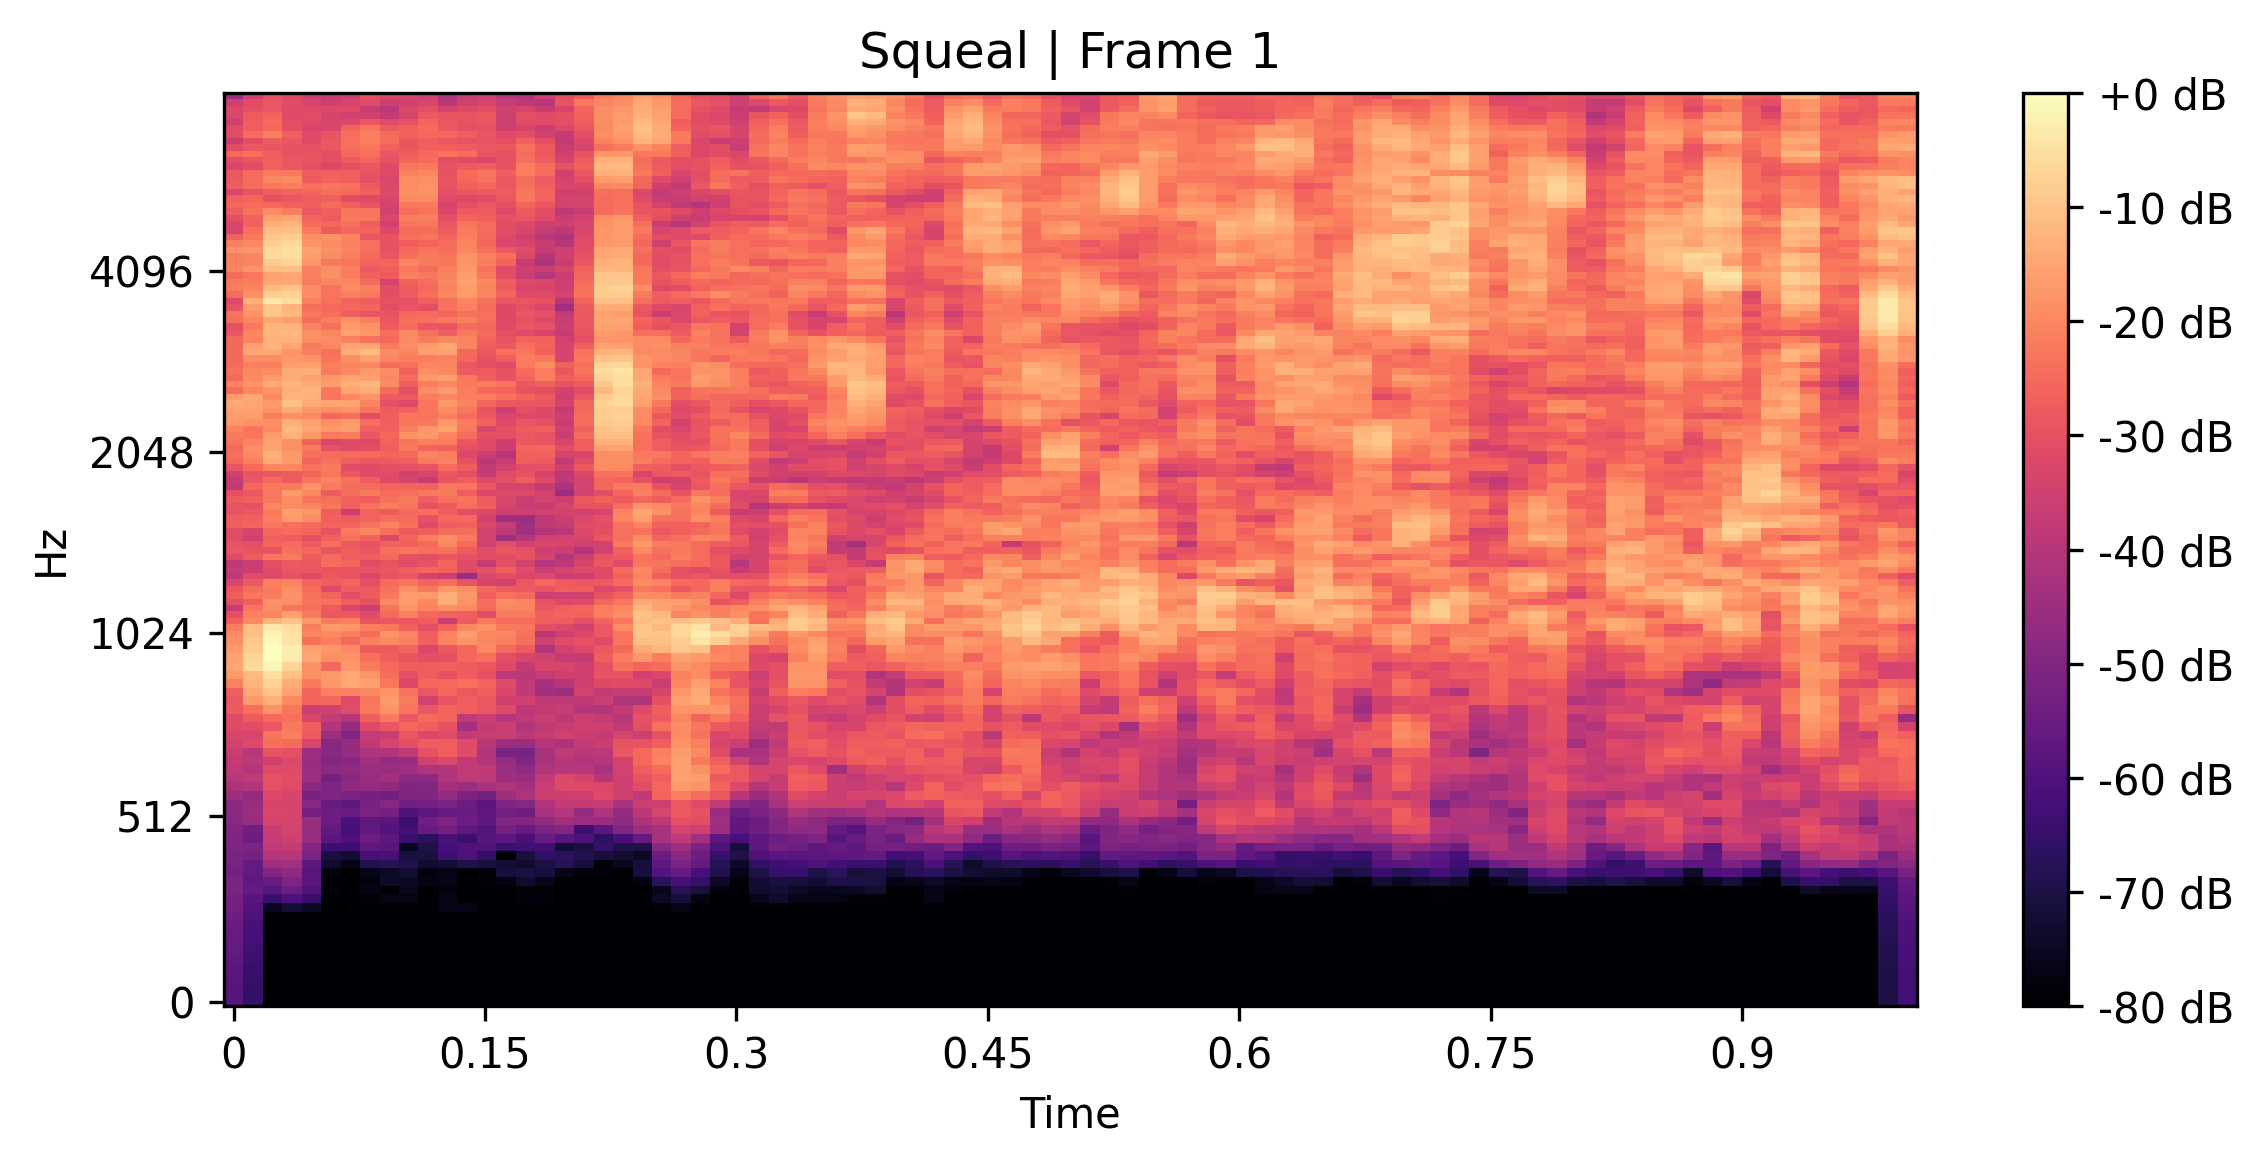 Squeal | Frame 1
Hz
4096
2048
1024
512
0
0 0.15 0.3 0.45 0.6 0.75 0.9
Time
+0 dB
-10 dB
-20 dB
-30 dB
-40 dB
-50 dB
-60 dB
-70 dB
-80 dB